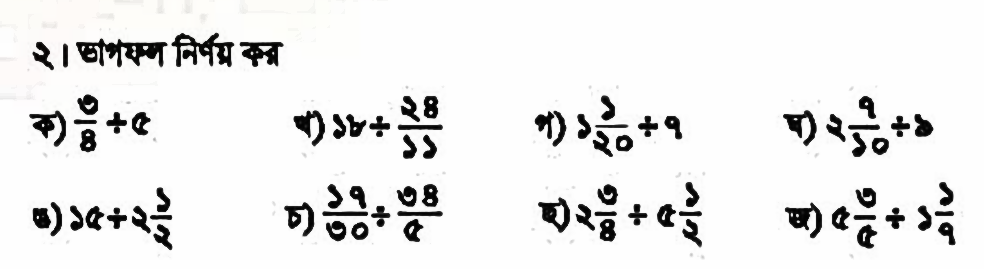 ২। ভাগফল নির্ণয় কর
ক) ৩/৪ ÷ ৫ খ) ১৮ ÷ ২৪/১১ গ) ১ ১/২০ ÷ ৭ ঘ) ২ ৭/১০ ÷ ৯
ঙ) ১৫ ÷ ২ ১/২ চ) ১৭/৩০ ÷ ৩৪/৫ ছ) ২ ৩/৪ ÷ ৫ ১/২ জ) ৫ ৩/৫ ÷ ১ ১/৭